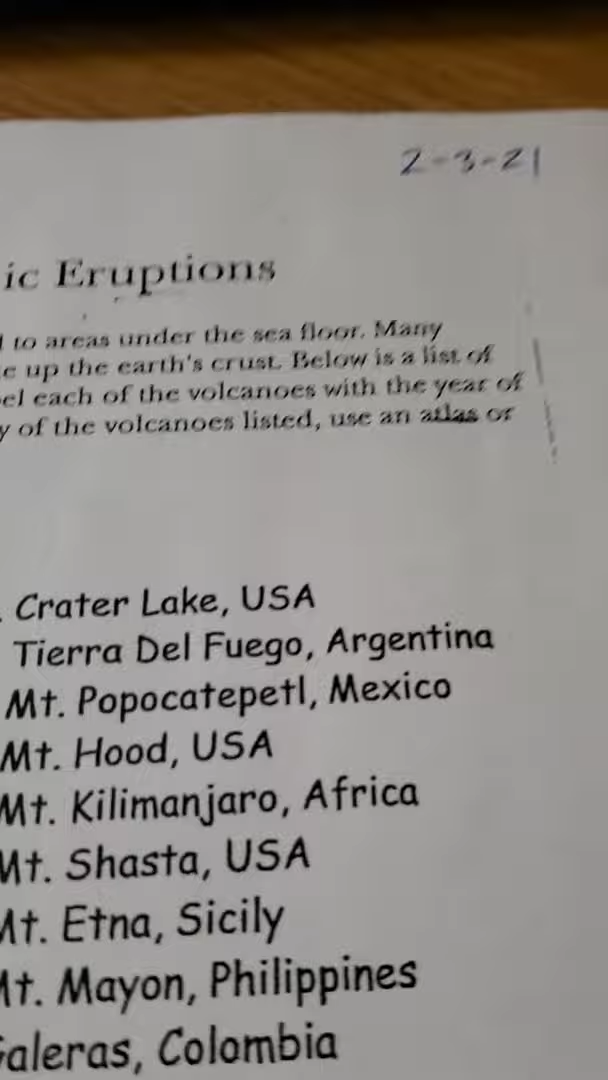 2-3-21
ic Eruptions
to areas under the sea floor. Many
e up the earth's crust. Below is a list of
el each of the volcanoes with the year of
y of the volcanoes listed, use an atlas or
. Crater Lake, USA
Tierra Del Fuego, Argentina
Mt. Popocatepetl, Mexico
Mt. Hood, USA
Mt. Kilimanjaro, Africa
Mt. Shasta, USA
Mt. Etna, Sicily
Mt. Mayon, Philippines
Galeras, Colombia